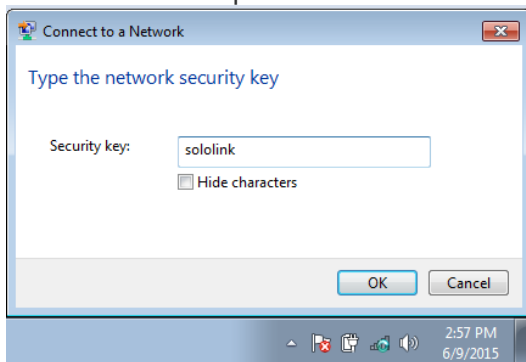 Connect to a Network
Type the network security key
Security key: sololink
Hide characters
OK Cancel
2:57 PM
6/9/2015